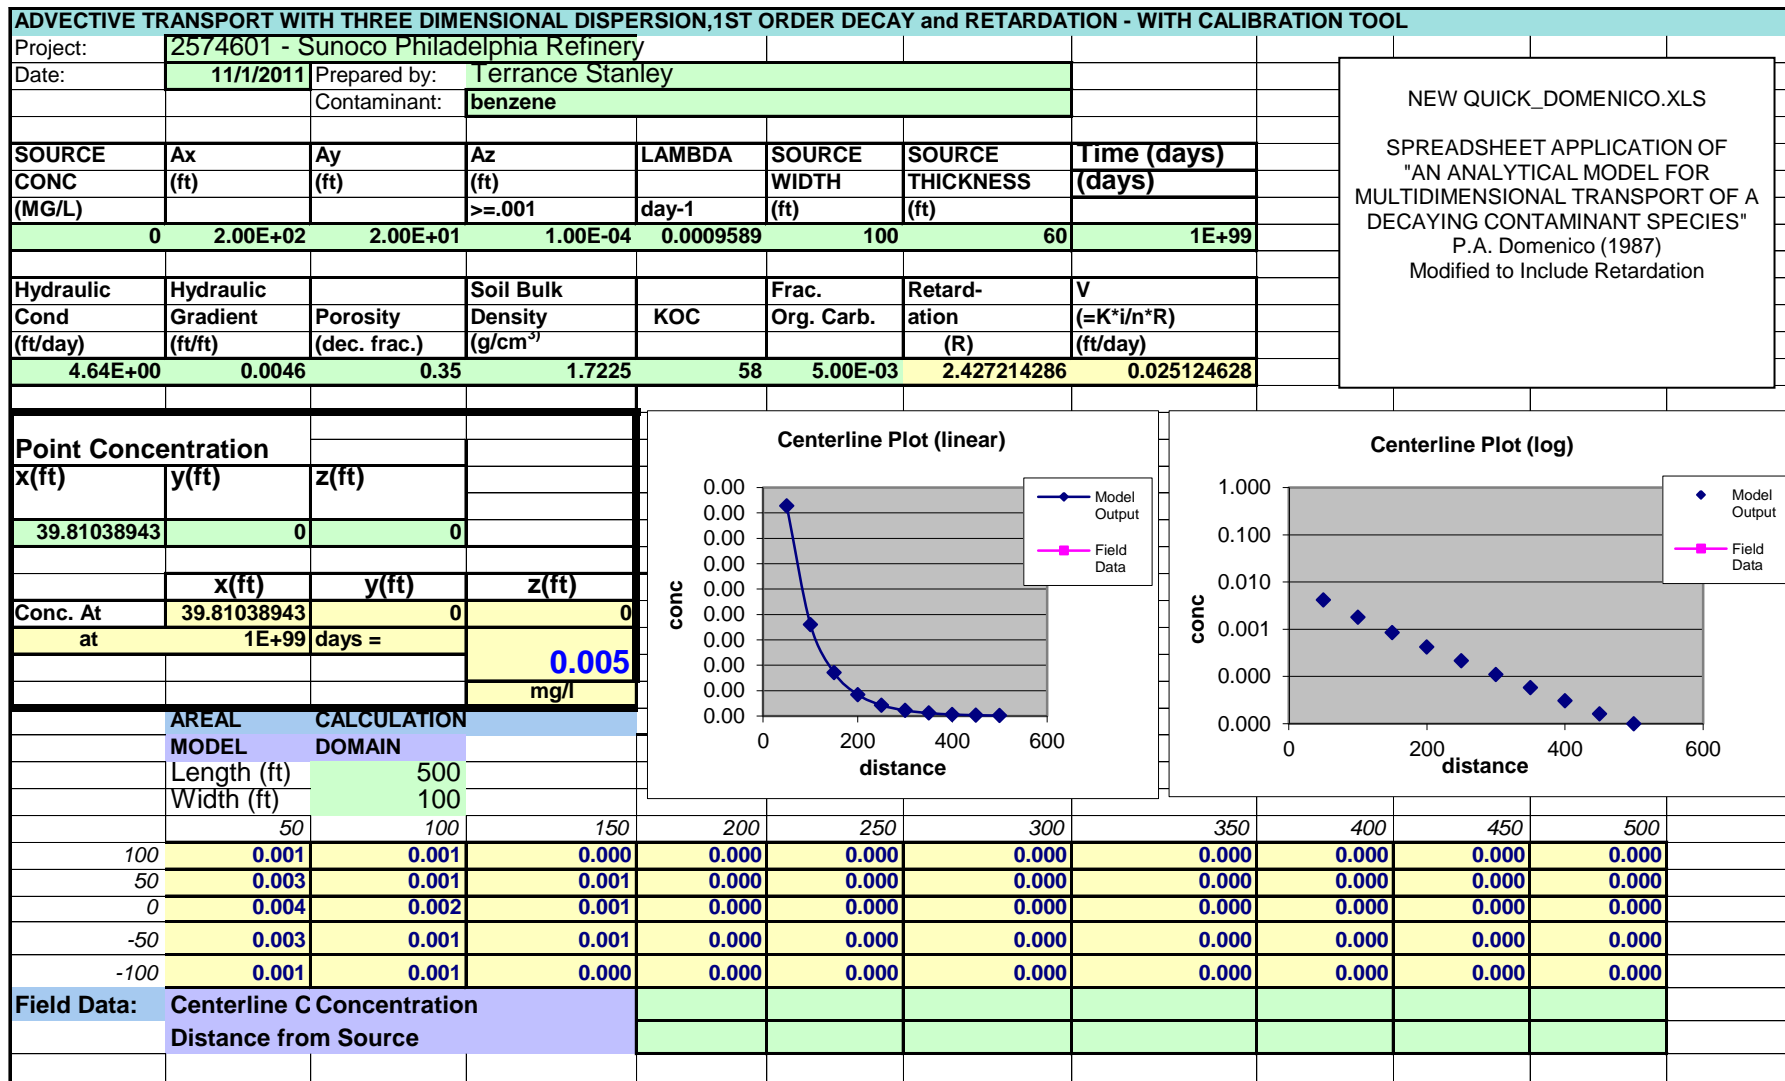 ADVECTIVE TRANSPORT WITH THREE DIMENSIONAL DISPERSION,1ST ORDER DECAY and RETARDATION - WITH CALIBRATION TOOL
Project: 2574601 - Sunoco Philadelphia Refinery
Date: 11/1/2011 Prepared by: Terrance Stanley
Contaminant: benzene
NEW QUICK_DOMENICO.XLS
SPREADSHEET APPLICATION OF
"AN ANALYTICAL MODEL FOR
MULTIDIMENSIONAL TRANSPORT OF A
DECAYING CONTAMINANT SPECIES"
P.A. Domenico (1987)
Modified to Include Retardation
SOURCE Ax Ay Az LAMBDA SOURCE SOURCE Time (days)
CONC (ft) (ft) (ft) WIDTH THICKNESS (days)
(MG/L) >=.001 day-1 (ft) (ft)
0 2.00E+02 2.00E+01 1.00E-04 0.0009589 100 60 1E+99
Hydraulic Hydraulic Soil Bulk Frac. Retard- V
Cond Gradient Porosity Density KOC Org. Carb. ation (=K*i/n*R)
(ft/day) (ft/ft) (dec. frac.) (g/cm3) (R) (ft/day)
4.64E+00 0.0046 0.35 1.7225 58 5.00E-03 2.427214286 0.025124628
Point Concentration
x(ft) y(ft) z(ft)
39.81038943 0 0
x(ft) y(ft) z(ft)
Conc. At 39.81038943 0 0
at 1E+99 days =
0.005
mg/l
Centerline Plot (linear)
0.00
0.00
0.00
0.00
0.00
0.00
0.00
0.00
0.00
0.00
0 200 400 600
conc
distance
Model
Output
Field
Data
Centerline Plot (log)
1.000
0.100
0.010
0.001
0.000
0.000
0 200 400 600
conc
distance
Model
Output
Field
Data
AREAL CALCULATION
MODEL DOMAIN
Length (ft) 500
Width (ft) 100
50 100 150 200 250 300 350 400 450 500
100 0.001 0.001 0.000 0.000 0.000 0.000 0.000 0.000 0.000 0.000
50 0.003 0.001 0.001 0.000 0.000 0.000 0.000 0.000 0.000 0.000
0 0.004 0.002 0.001 0.000 0.000 0.000 0.000 0.000 0.000 0.000
-50 0.003 0.001 0.001 0.000 0.000 0.000 0.000 0.000 0.000 0.000
-100 0.001 0.001 0.000 0.000 0.000 0.000 0.000 0.000 0.000 0.000
Field Data: Centerline C Concentration
Distance from Source